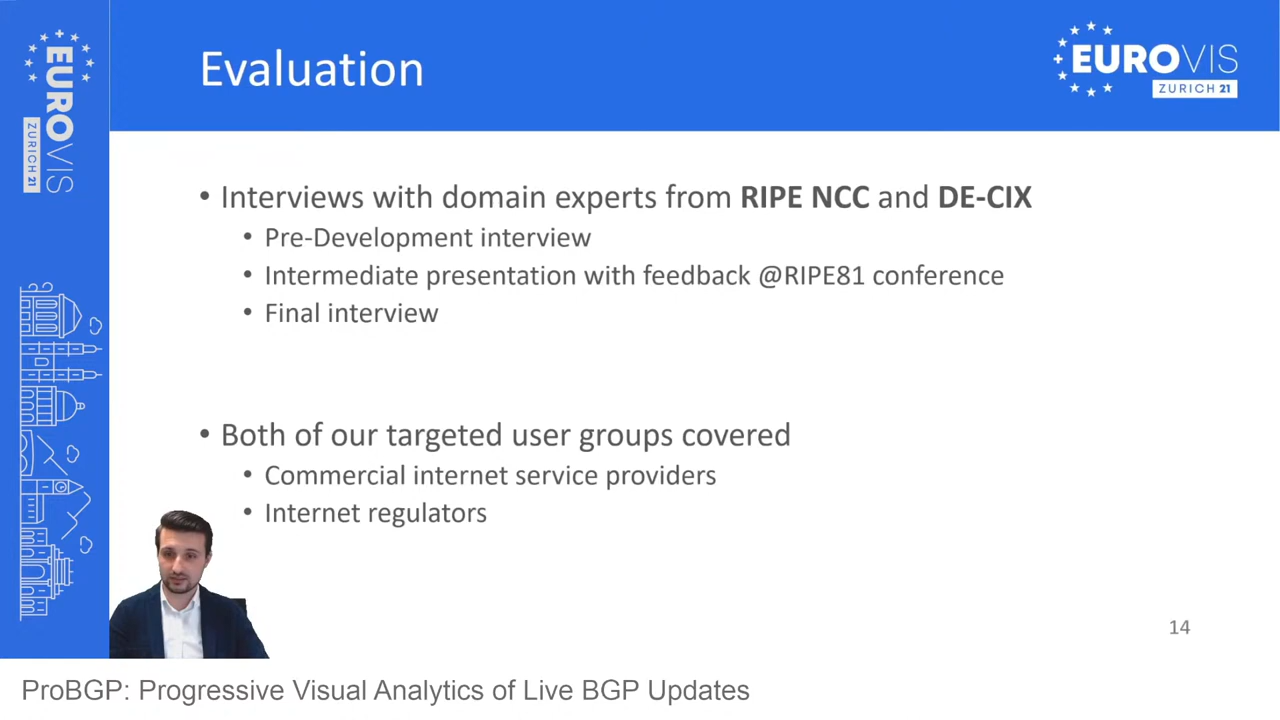 Evaluation
EUROVIS
ZURICH 21
EUROVIS
ZURICH 21
• Interviews with domain experts from RIPE NCC and DE-CIX
• Pre-Development interview
• Intermediate presentation with feedback @RIPE81 conference
• Final interview
• Both of our targeted user groups covered
• Commercial internet service providers
• Internet regulators
14
ProBGP: Progressive Visual Analytics of Live BGP Updates